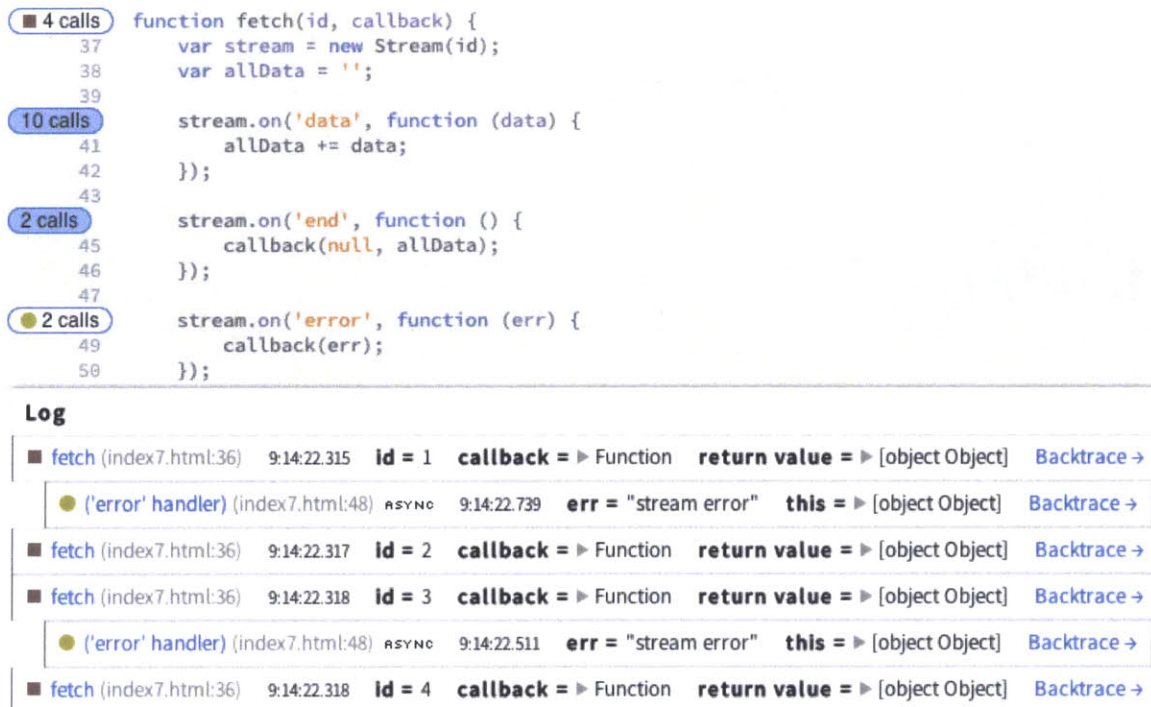 4 calls function fetch(id, callback) {
37 var stream = new Stream(id);
38 var allData = '';
39
10 calls stream.on('data', function (data) {
41 allData += data;
42 });
43
2 calls stream.on('end', function () {
45 callback(null, allData);
46 });
47
2 calls stream.on('error', function (err) {
49 callback(err);
50 });
Log
fetch (index7.html:36) 9:14:22.315 id = 1 callback = ▶ Function return value = ▶ [object Object] Backtrace →
('error' handler) (index7.html:48) ASYNC 9:14:22.739 err = "stream error" this = ▶ [object Object] Backtrace →
fetch (index7.html:36) 9:14:22.317 id = 2 callback = ▶ Function return value = ▶ [object Object] Backtrace →
fetch (index7.html:36) 9:14:22.318 id = 3 callback = ▶ Function return value = ▶ [object Object] Backtrace →
('error' handler) (index7.html:48) ASYNC 9:14:22.511 err = "stream error" this = ▶ [object Object] Backtrace →
fetch (index7.html:36) 9:14:22.318 id = 4 callback = ▶ Function return value = ▶ [object Object] Backtrace →